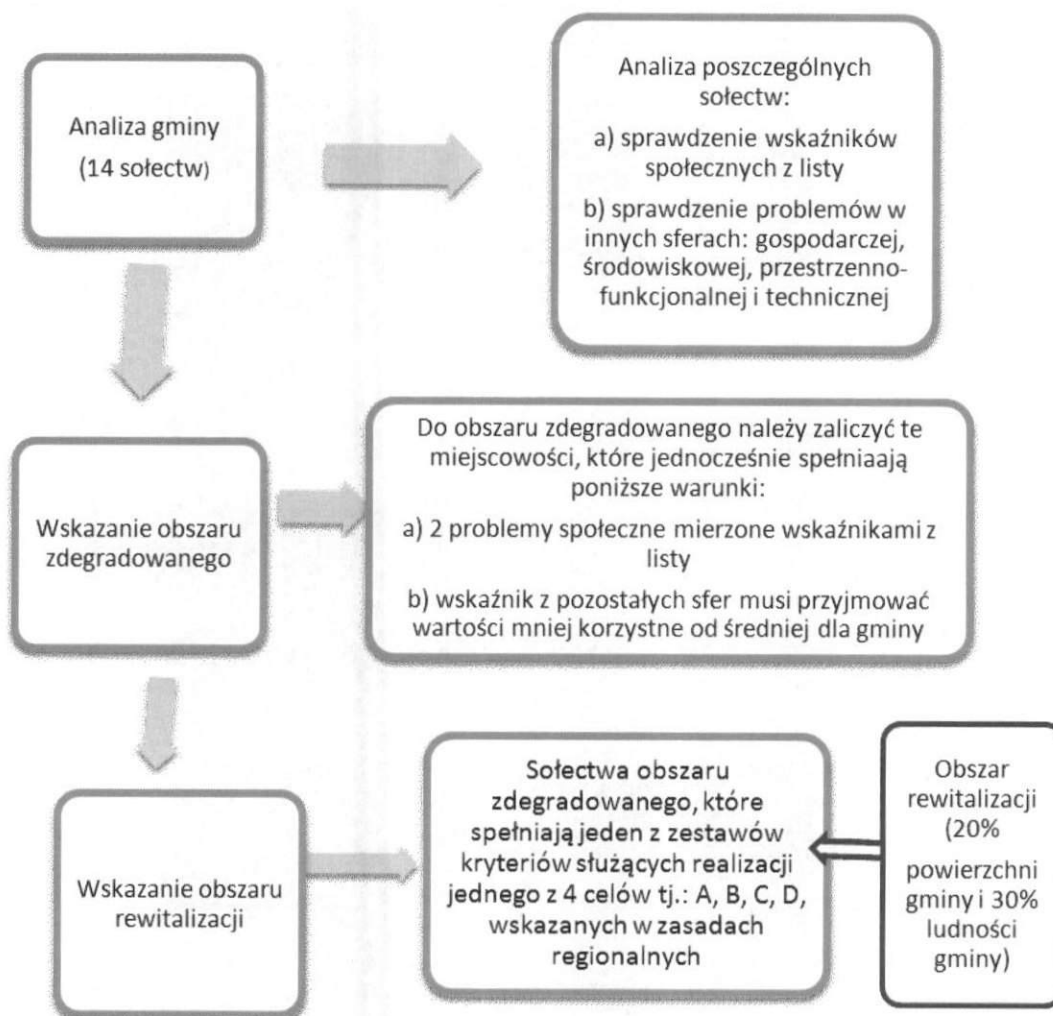 Analiza gminy
(14 sołectw)
Analiza poszczególnych
sołectw:
a) sprawdzenie wskaźników
społecznych z listy
b) sprawdzenie problemów w
innych sferach: gospodarczej,
środowiskowej, przestrzenno-
funkcjonalnej i technicznej
Wskazanie obszaru
zdegradowanego
Do obszaru zdegradowanego należy zaliczyć te
miejscowości, które jednocześnie spełniaają
poniższe warunki:
a) 2 problemy społeczne mierzone wskaźnikami z
listy
b) wskaźnik z pozostałych sfer musi przyjmować
wartości mniej korzystne od średniej dla gminy
Wskazanie obszaru
rewitalizacji
Sołectwa obszaru
zdegradowanego, które
spełniają jeden z zestawów
kryteriów służących realizacji
jednego z 4 celów tj.: A, B, C, D,
wskazanych w zasadach
regionalnych
Obszar
rewitalizacji
(20%
powierzchni
gminy i 30%
ludności
gminy)